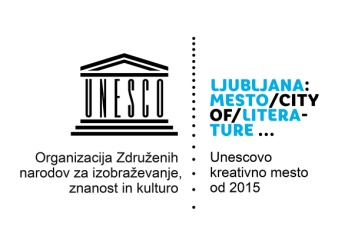 UNESCO
Organizacija Združenih
narodov za izobraževanje,
znanost in kulturo
LJUBLJANA:
MESTO/CITY
OF/LITERA-
TURE ...
Unescovo
kreativno mesto
od 2015